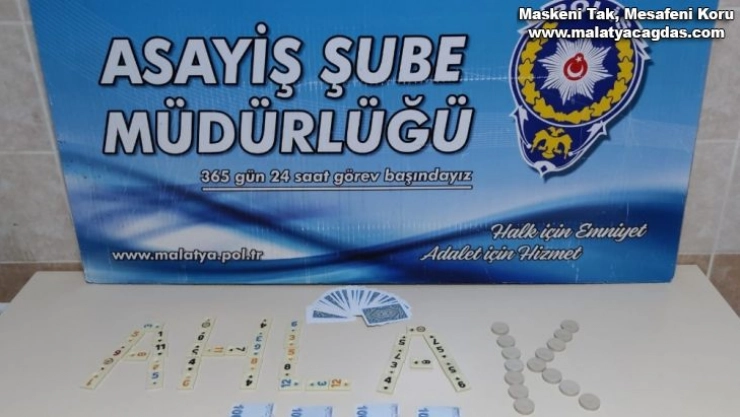 Maskeni Tak, Mesafeni Koru
www.malatyacagdas.com
POLİS
ASAYİŞ ŞUBE
MÜDÜRLÜĞÜ
365 gün 24 saat görev başındayız
Halk için Emniyet
Adalet için Hizmet
www.malatya.pol.tr
AHLAK